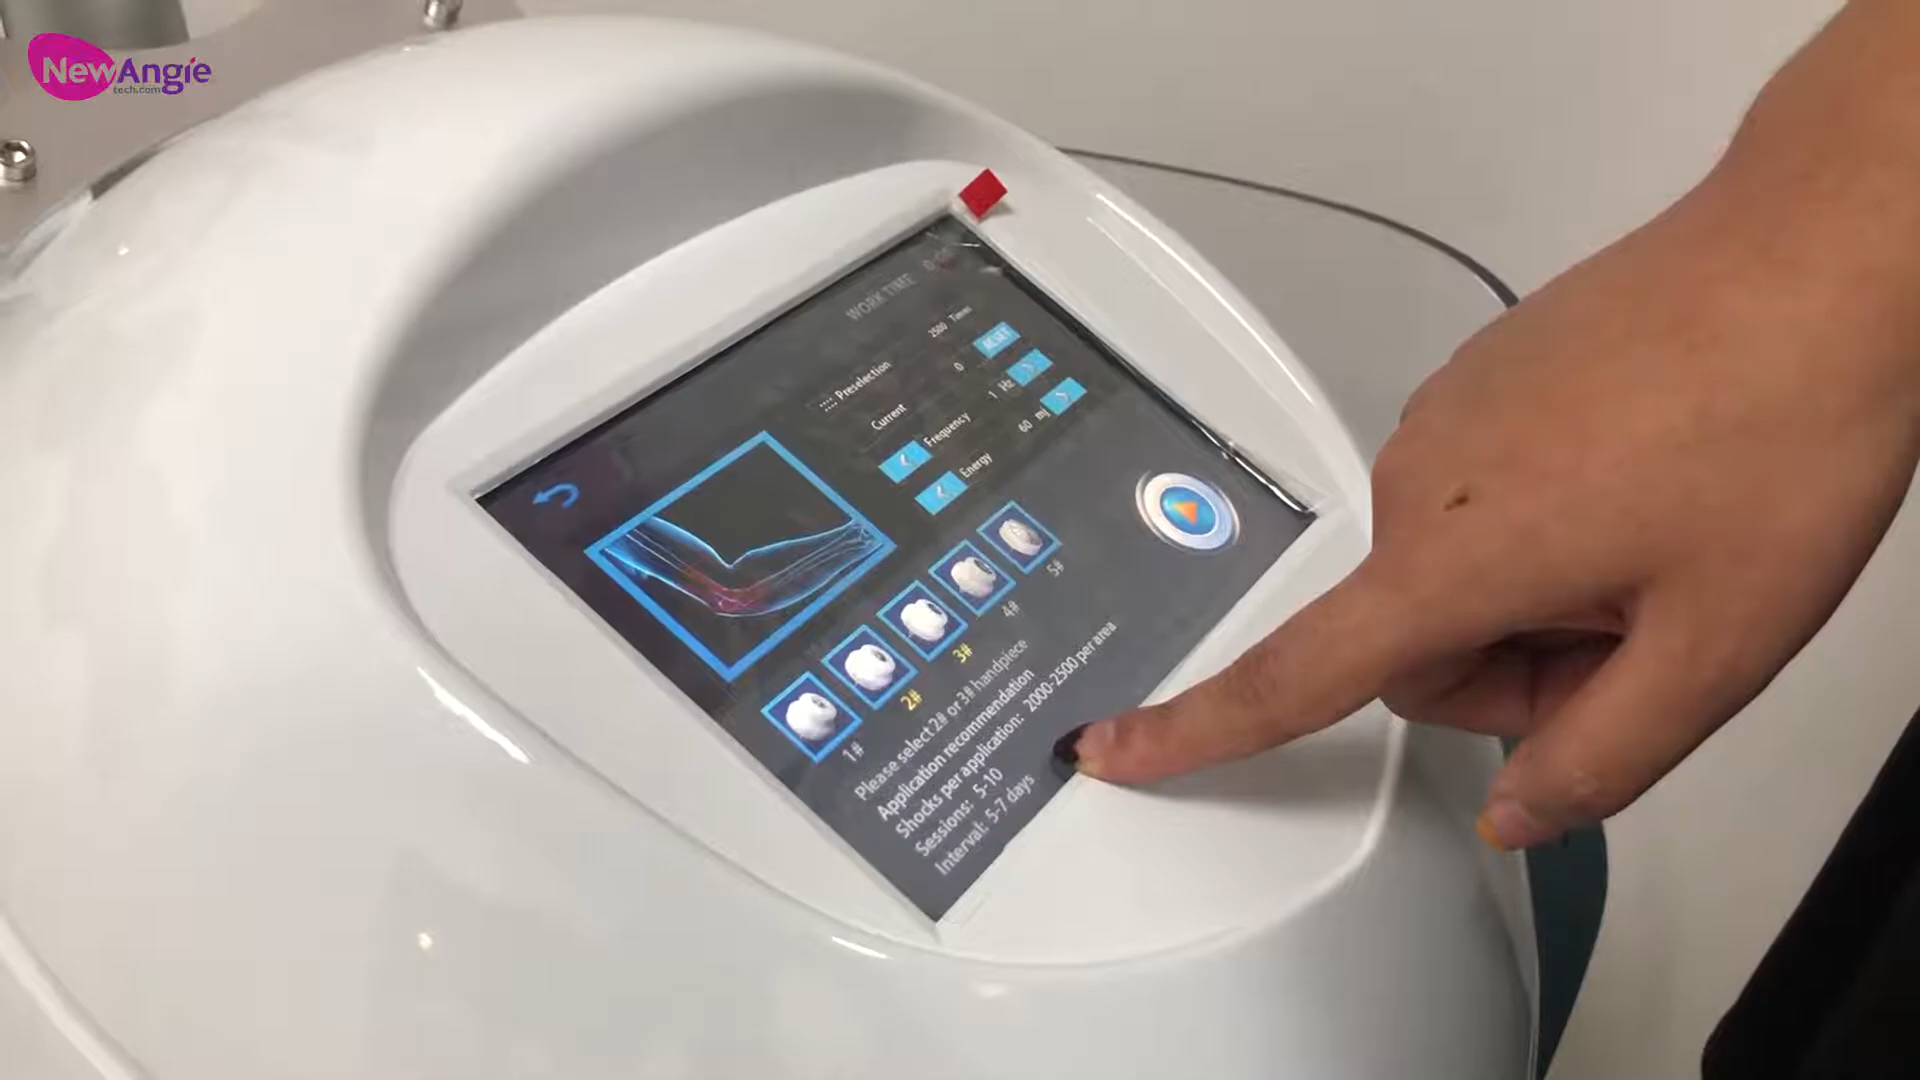 NewAngie
tech.com
WORK TIME
Preselection 2500 Times
Current 0 RESET
Frequency 1 Hz
Energy 60 mj
1#
2#
3#
4#
5#
Please select 2# or 3# handpiece
Application recommendation
Shocks per application: 2000-2500 per area
Sessions: 5-10
Interval: 5-7 days